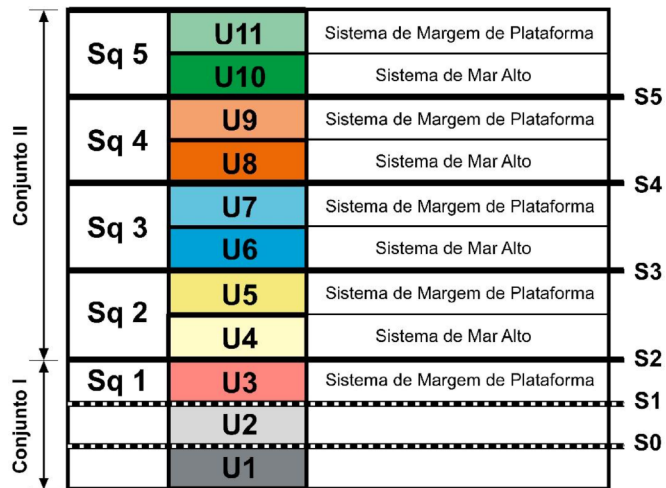 Conjunto II
Sq 5
U11
Sistema de Margem de Plataforma
U10
Sistema de Mar Alto
S5
Sq 4
U9
Sistema de Margem de Plataforma
U8
Sistema de Mar Alto
S4
Sq 3
U7
Sistema de Margem de Plataforma
U6
Sistema de Mar Alto
S3
Sq 2
U5
Sistema de Margem de Plataforma
U4
Sistema de Mar Alto
S2
Conjunto I
Sq 1
U3
Sistema de Margem de Plataforma
S1
U2
S0
U1